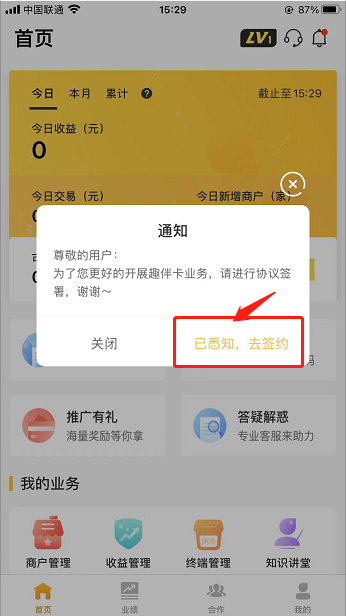 中国联通
15:29
87%
首页
LV1
今日 本月 累计 ?
截止至15:29
今日收益（元）
0
今日交易（元）
今日新增商户（家）
通知
尊敬的用户：
为了您更好的开展趣伴卡业务，请进行协议签
署，谢谢～
关闭
已悉知，去签约
推广有礼
海量奖励等你拿
答疑解惑
专业客服来助力
我的业务
商户管理
收益管理
终端管理
知识讲堂
首页
业绩
合作
我的